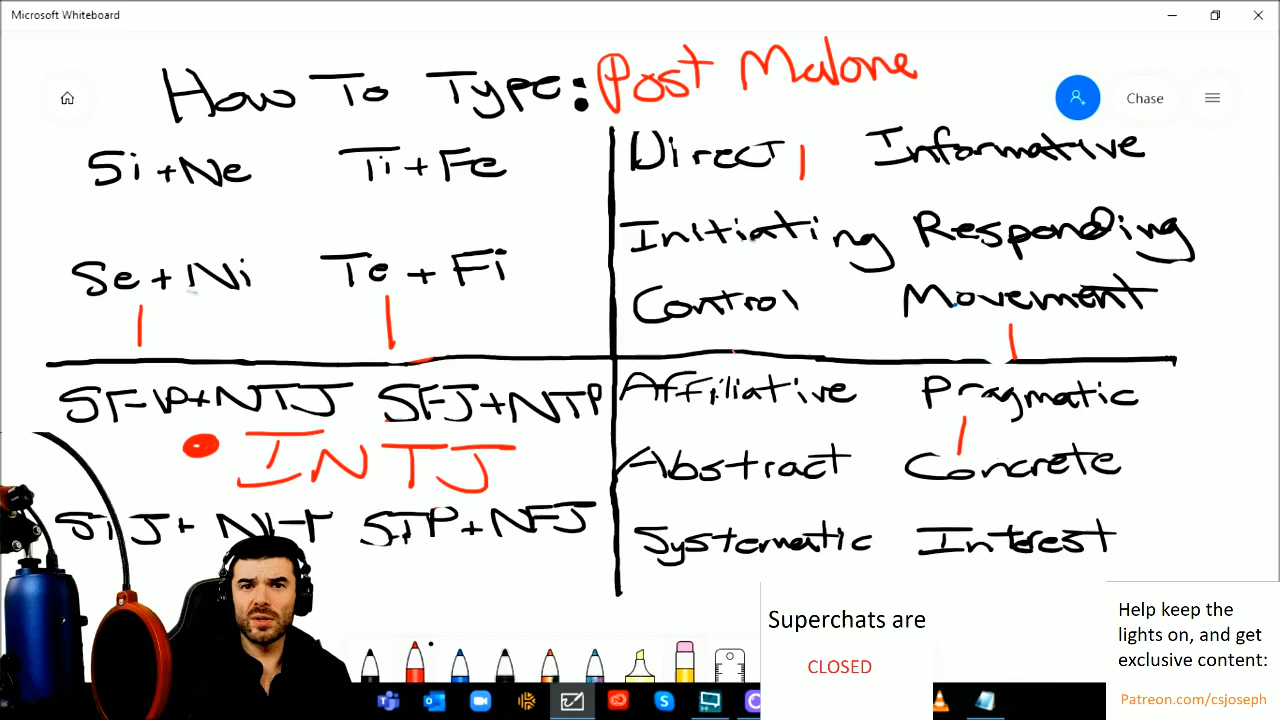 Microsoft Whiteboard
How To Type: Post Malone
Chase
Si + Ne Ti + Fe
Se + Ni Te + Fi
Direct Informative
Initiating Responding
Control Movement
SFP + NTJ SFJ + NTP
INTJ
STJ + NFP STP + NFJ
Affiliative Pragmatic
Abstract Concrete
Systematic Interest
Superchats are
CLOSED
Help keep the
lights on, and get
exclusive content:
Patreon.com/csjoseph